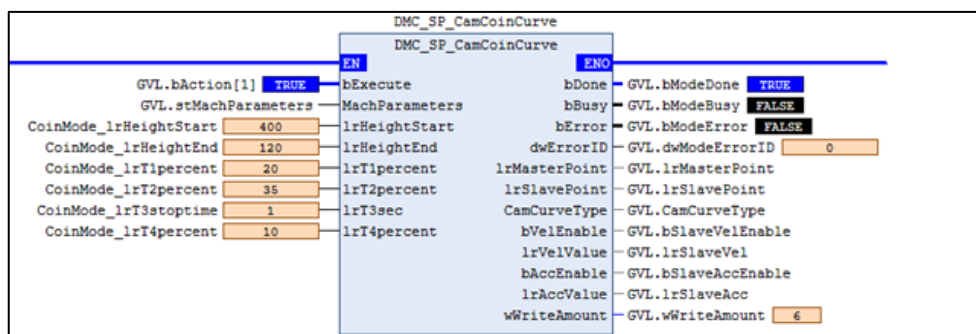 DMC_SP_CamCoinCurve
DMC_SP_CamCoinCurve
EN ENO
GVL.bAction[1] TRUE bExecute bDone GVL.bModeDone TRUE
GVL.stMachParameters MachParameters bBusy GVL.bModeBusy FALSE
CoinMode_lrHeightStart 400 lrHeightStart bError GVL.bModeError FALSE
CoinMode_lrHeightEnd 120 lrHeightEnd dwErrorID GVL.dwModeErrorID 0
CoinMode_lrT1percent 20 lrT1percent lrMasterPoint GVL.lrMasterPoint
CoinMode_lrT2percent 35 lrT2percent lrSlavePoint GVL.lrSlavePoint
CoinMode_lrT3stoptime 1 lrT3sec CamCurveType GVL.CamCurveType
CoinMode_lrT4percent 10 lrT4percent bVelEnable GVL.bSlaveVelEnable
lrVelValue GVL.lrSlaveVel
bAccEnable GVL.bSlaveAccEnable
lrAccValue GVL.lrSlaveAcc
wWriteAmount GVL.wWriteAmount 6